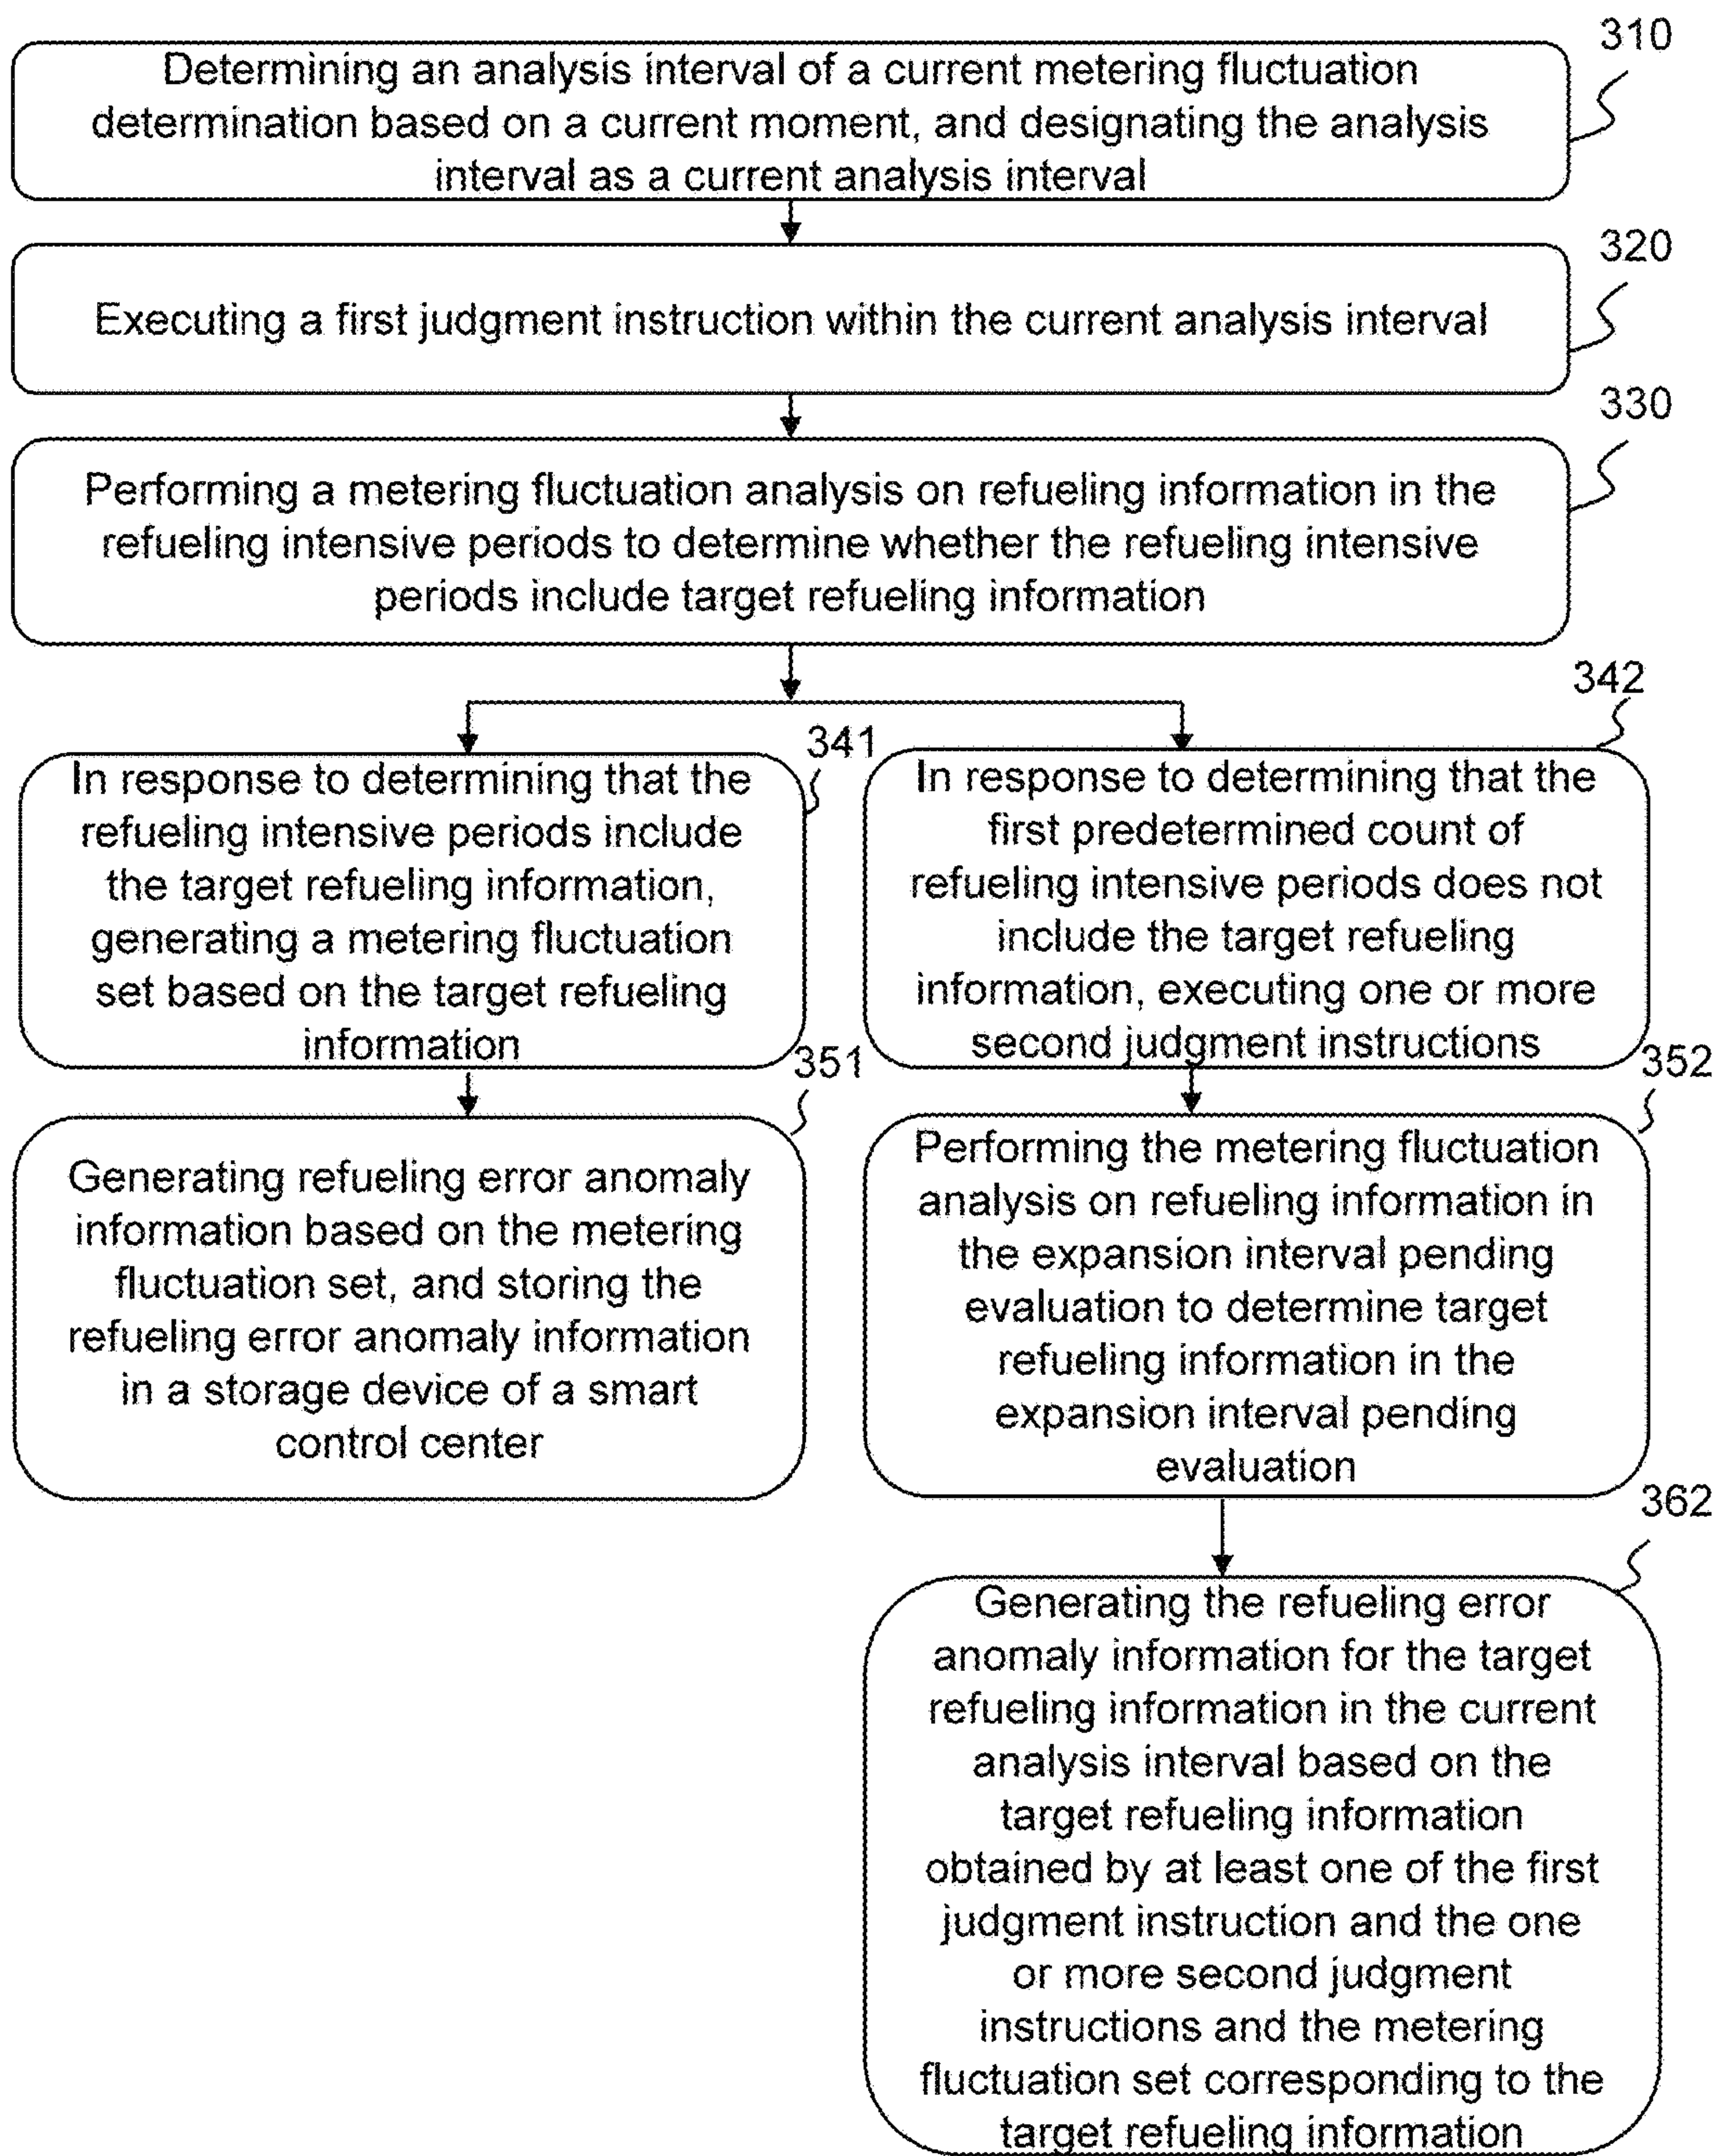 310
Determining an analysis interval of a current metering fluctuation
determination based on a current moment, and designating the analysis
interval as a current analysis interval
320
Executing a first judgment instruction within the current analysis interval
330
Performing a metering fluctuation analysis on refueling information in the
refueling intensive periods to determine whether the refueling intensive
periods include target refueling information
341
In response to determining that the
refueling intensive periods include
the target refueling information,
generating a metering fluctuation
set based on the target refueling
information
342
In response to determining that the
first predetermined count of
refueling intensive periods does not
include the target refueling
information, executing one or more
second judgment instructions
351
Generating refueling error anomaly
information based on the metering
fluctuation set, and storing the
refueling error anomaly information
in a storage device of a smart
control center
352
Performing the metering fluctuation
analysis on refueling information in
the expansion interval pending
evaluation to determine target
refueling information in the
expansion interval pending
evaluation
362
Generating the refueling error
anomaly information for the target
refueling information in the current
analysis interval based on the
target refueling information
obtained by at least one of the first
judgment instruction and the one
or more second judgment
instructions and the metering
fluctuation set corresponding to the
target refueling information